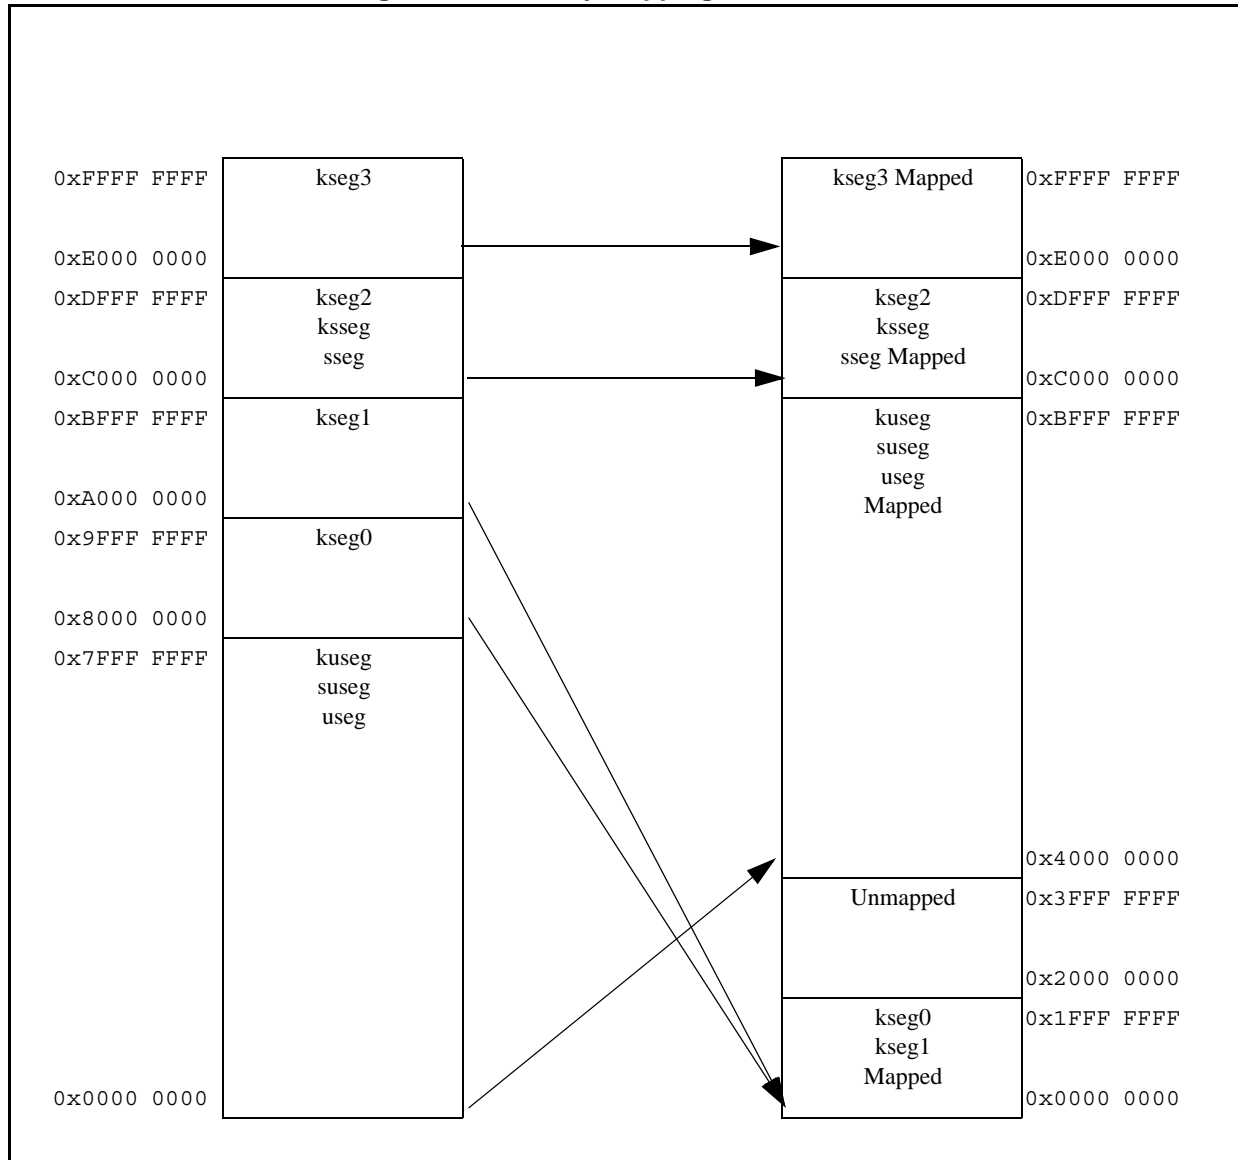 0xFFFF FFFF kseg3 kseg3 Mapped 0xFFFF FFFF
0xE000 0000 0xE000 0000
0xDFFF FFFF kseg2 kseg2 0xDFFF FFFF
ksseg ksseg
sseg sseg Mapped
0xC000 0000 0xC000 0000
0xBFFF FFFF kseg1 kuseg 0xBFFF FFFF
suseg
useg
0xA000 0000 Mapped
0x9FFF FFFF kseg0
0x8000 0000
0x7FFF FFFF kuseg
suseg
useg
0x4000 0000
Unmapped 0x3FFF FFFF
0x2000 0000
kseg0 0x1FFF FFFF
kseg1
Mapped
0x0000 0000 0x0000 0000